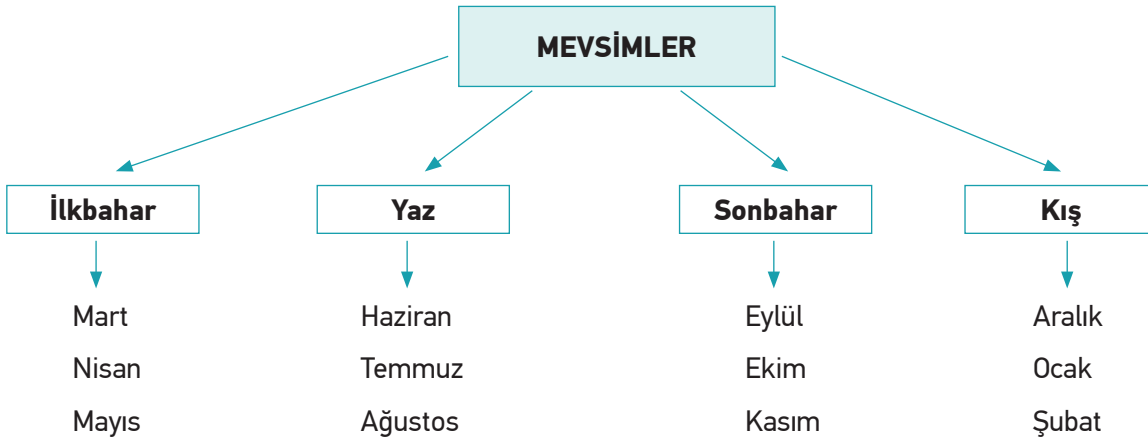 MEVSİMLER
İlkbahar
Yaz
Sonbahar
Kış
Mart
Haziran
Eylül
Aralık
Nisan
Temmuz
Ekim
Ocak
Mayıs
Ağustos
Kasım
Şubat